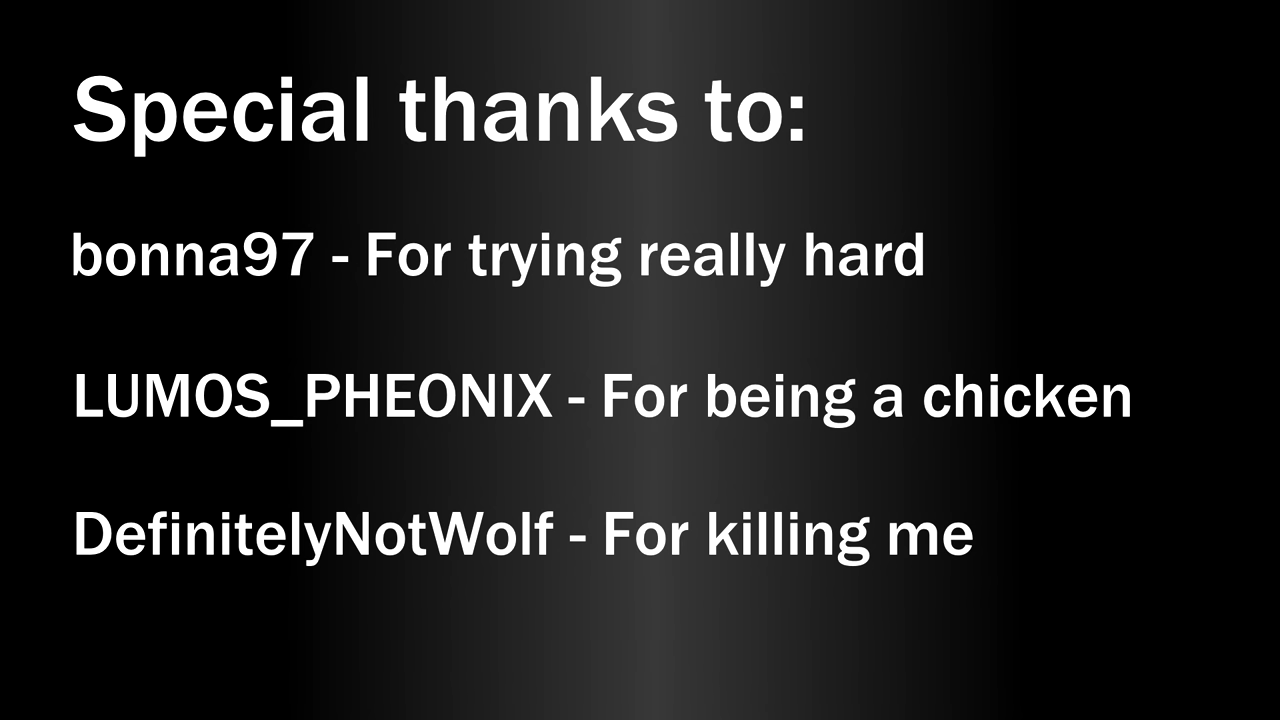 Special thanks to:
bonna97 - For trying really hard
LUMOS_PHEONIX - For being a chicken
DefinitelyNotWolf - For killing me